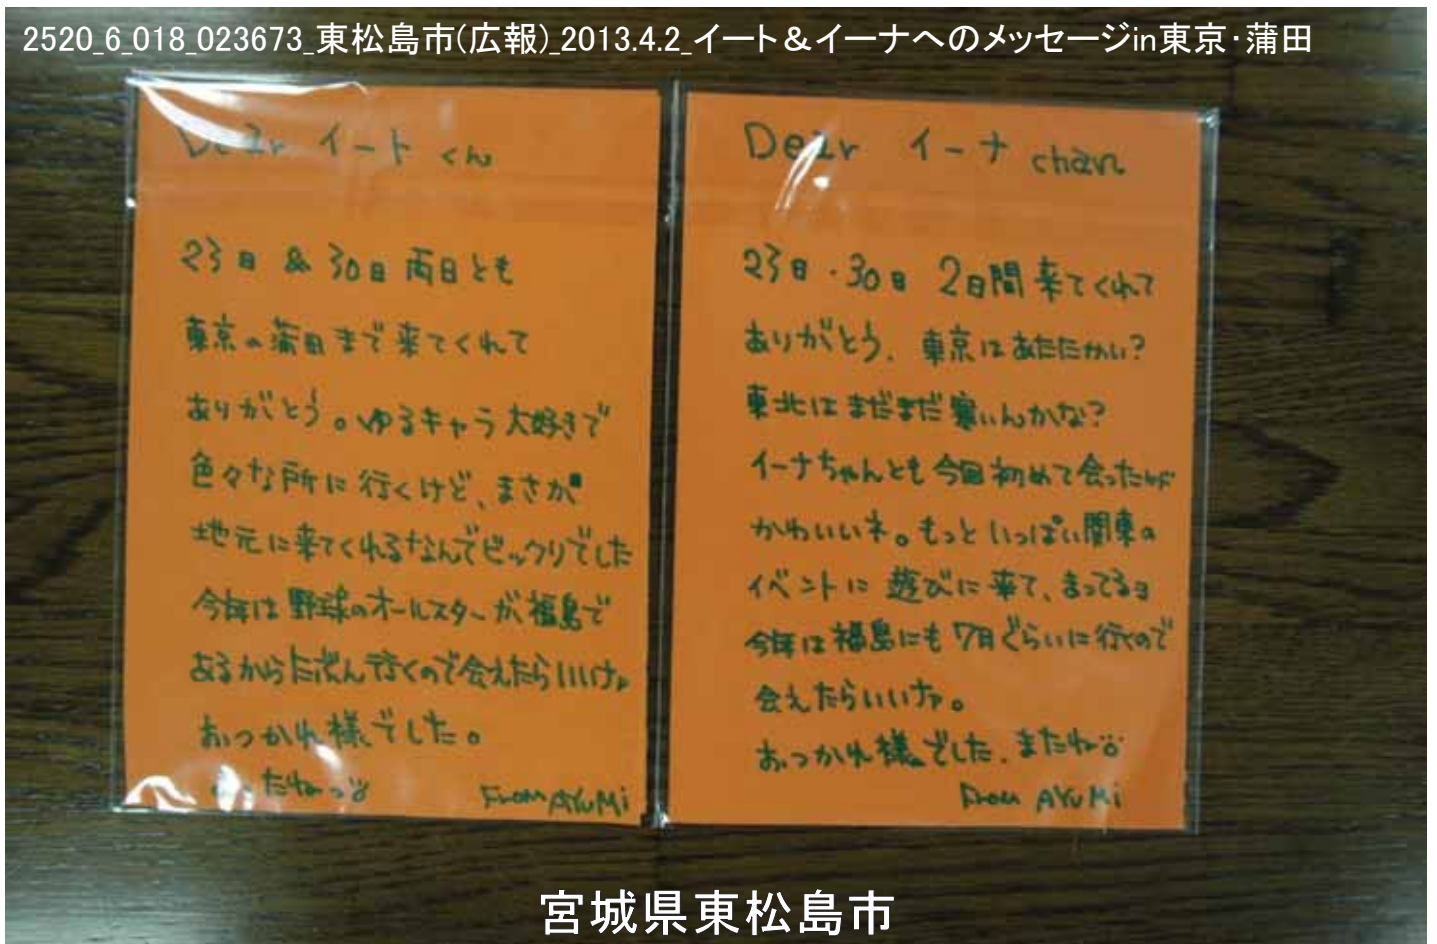 2520_6_018_023673_東松島市(広報)_2013.4.2_イート＆イーナへのメッセージin東京・蒲田
Dear イートくん
23日 & 30日 両日とも
東京の蒲田まで来てくれて
ありがとう。ゆるキャラ大好きで
色々な所に行くけど、まさか
地元に来てくれるなんてビックリでした
今年は野球のオールスターが福島で
あるからたぶん行くので会えたらいいけど
おつかれ様でした。
またねっ
From AYUMi
Dear イーナ chan
23日・30日 2日間来てくれて
ありがとう。東京はあたたかい？
東北はまだまだ寒いんかな？
イーナちゃんとも今回初めて会ったけど
かわいいネ。もっといっぱい関東の
イベントに遊びに来て、まってるヨ
今年は福島にも7月ぐらいに行くので
会えたらいいナァ。
おつかれ様でした。またね
From AYUMi
宮城県東松島市